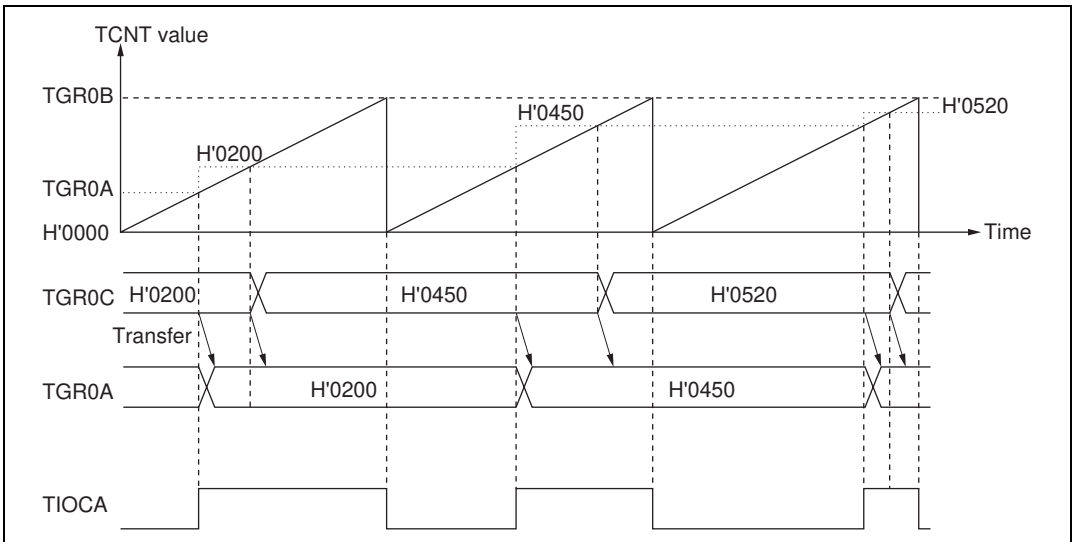 TCNT value
TGR0B
H'0520
H'0450
H'0200
TGR0A
H'0000
Time
TGR0C
H'0200
H'0450
H'0520
Transfer
TGR0A
H'0200
H'0450
TIOCA